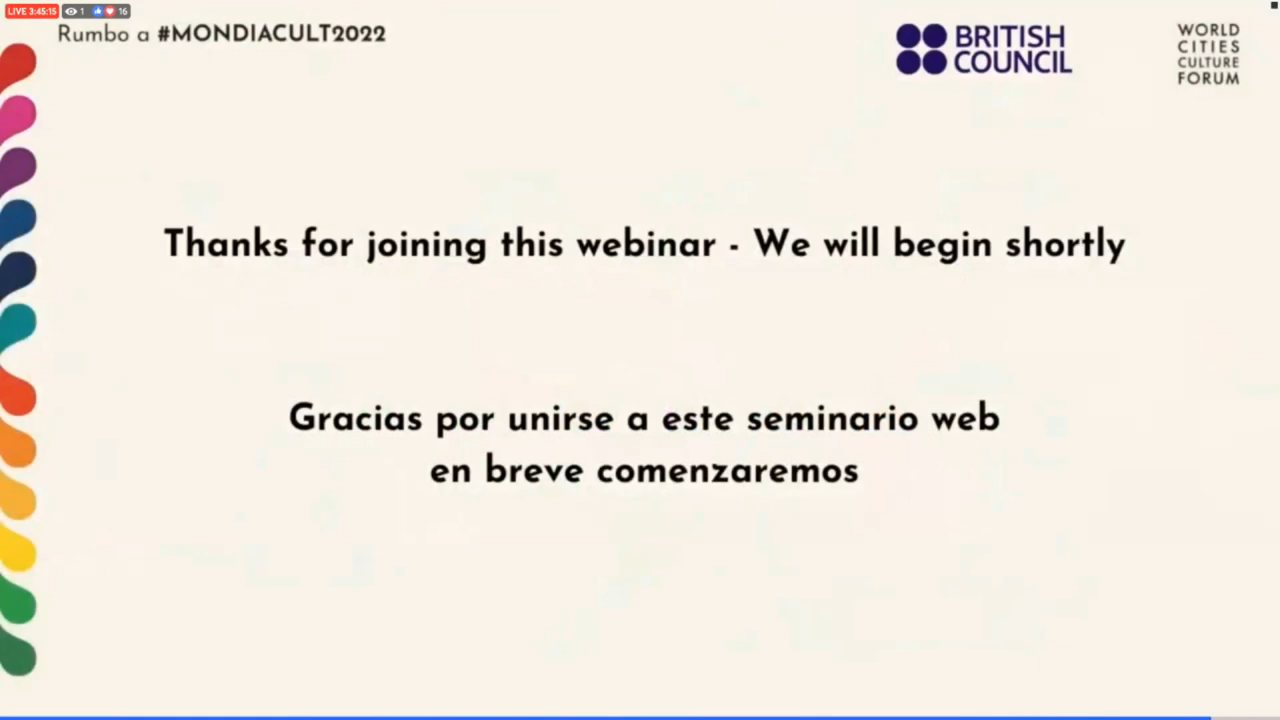 LIVE 3:45:15 1 16
Rumbo a #MONDIACULT2022
BRITISH
COUNCIL
WORLD
CITIES
CULTURE
FORUM
Thanks for joining this webinar - We will begin shortly
Gracias por unirse a este seminario web
en breve comenzaremos